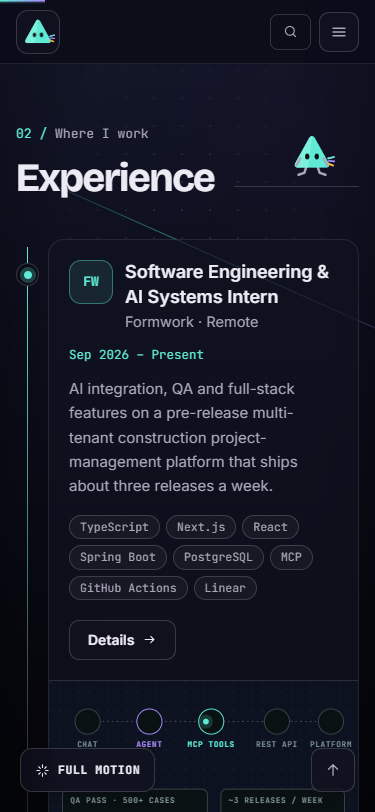 02 / Where I work
Experience
FW
Software Engineering &
AI Systems Intern
Formwork · Remote
Sep 2026 – Present
AI integration, QA and full-stack
features on a pre-release multi-
tenant construction project-
management platform that ships
about three releases a week.
TypeScript Next.js React
Spring Boot PostgreSQL MCP
GitHub Actions Linear
Details →
CHAT AGENT MCP TOOLS REST API PLATFORM
FULL MOTION
QA PASS · 500+ CASES ~3 RELEASES / WEEK